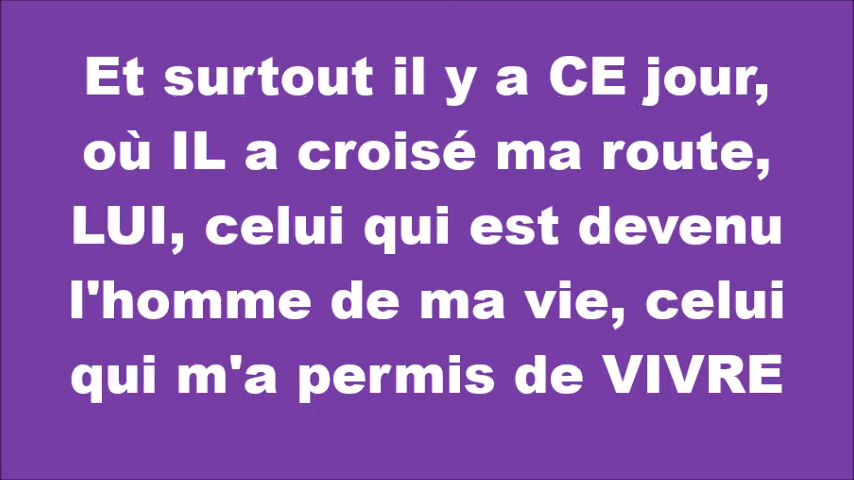 Et surtout il y a CE jour,
où IL a croisé ma route,
LUI, celui qui est devenu
l'homme de ma vie, celui
qui m'a permis de VIVRE